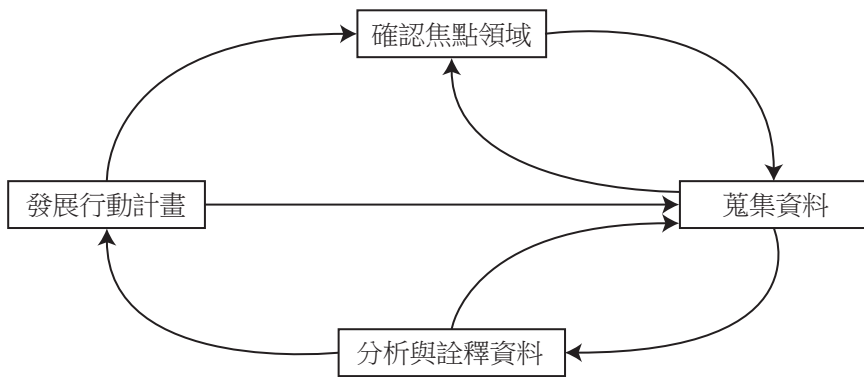 確認焦點領域
發展行動計畫
蒐集資料
分析與詮釋資料